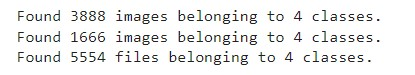 Found 3888 images belonging to 4 classes.
Found 1666 images belonging to 4 classes.
Found 5554 files belonging to 4 classes.